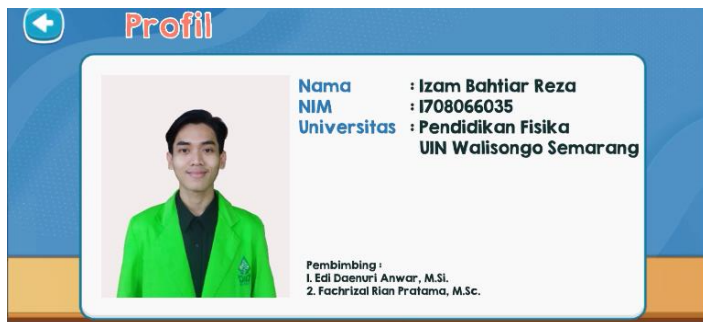 Profil
Nama : Izam Bahtiar Reza
NIM : 1708066035
Universitas : Pendidikan Fisika
UIN Walisongo Semarang
Pembimbing :
1. Edi Daenuri Anwar, M.Si.
2. Fachrizal Rian Pratama, M.Sc.